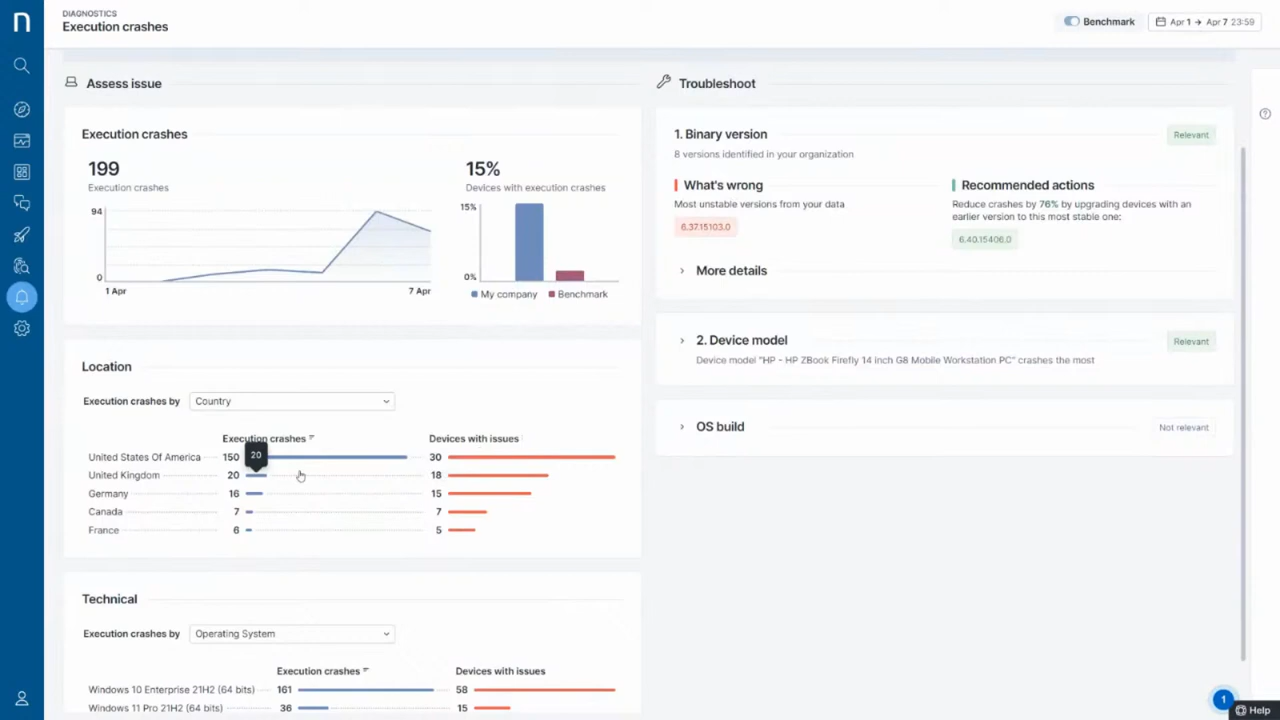 n
DIAGNOSTICS
Execution crashes
Benchmark
Apr 1 → Apr 7 23:59
Assess issue
Execution crashes
199
Execution crashes
94
0
1 Apr
7 Apr
15%
Devices with execution crashes
15%
0%
My company
Benchmark
Location
Execution crashes by
Country
Execution crashes
Devices with issues
United States Of America 150 30
20
United Kingdom 20 18
Germany 16 15
Canada 7 7
France 6 5
Technical
Execution crashes by
Operating System
Execution crashes
Devices with issues
Windows 10 Enterprise 21H2 (64 bits) 161 58
Windows 11 Pro 21H2 (64 bits) 36 15
Troubleshoot
1. Binary version
Relevant
8 versions identified in your organization
What's wrong
Most unstable versions from your data
6.37.15103.0
Recommended actions
Reduce crashes by 76% by upgrading devices with an
earlier version to this most stable one:
6.40.15406.0
More details
2. Device model
Relevant
Device model "HP - HP ZBook Firefly 14 inch G8 Mobile Workstation PC" crashes the most
OS build
Not relevant
1
Help